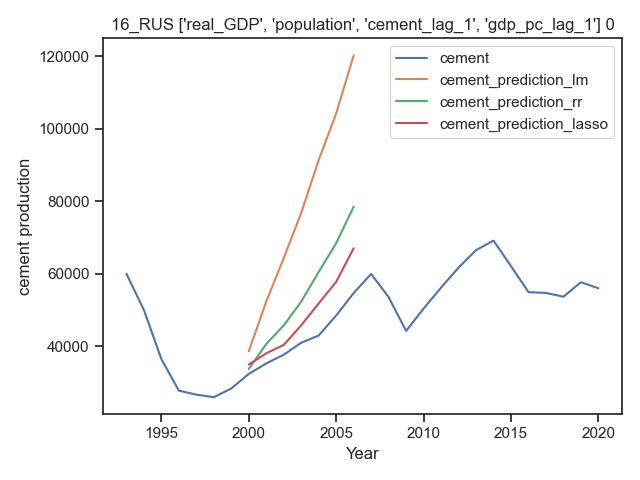 16_RUS ['real_GDP', 'population', 'cement_lag_1', 'gdp_pc_lag_1'] 0
cement
cement_prediction_lm
cement_prediction_rr
cement_prediction_lasso
120000
100000
80000
60000
40000
cement production
1995
2000
2005
2010
2015
2020
Year